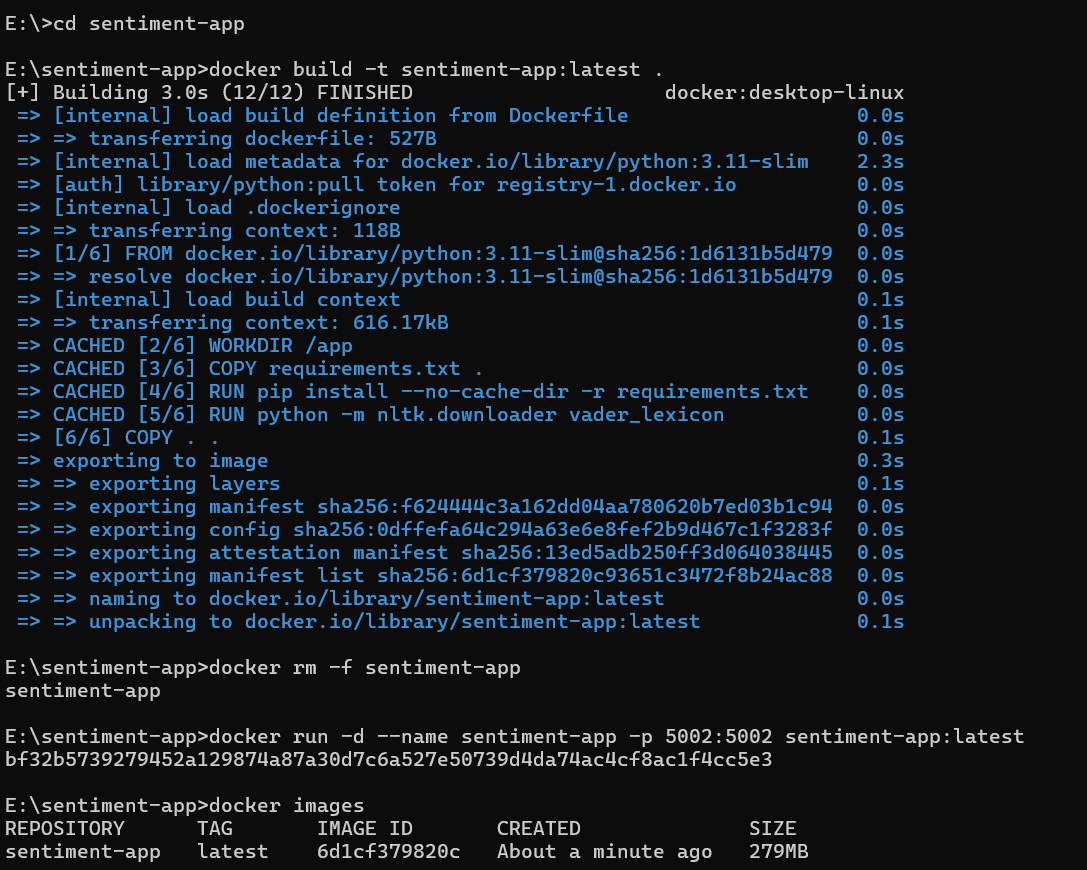 E:\>cd sentiment-app
E:\sentiment-app>docker build -t sentiment-app:latest .
[+] Building 3.0s (12/12) FINISHED docker:desktop-linux
=> [internal] load build definition from Dockerfile 0.0s
=> => transferring dockerfile: 527B 0.0s
=> [internal] load metadata for docker.io/library/python:3.11-slim 2.3s
=> [auth] library/python:pull token for registry-1.docker.io 0.0s
=> [internal] load .dockerignore 0.0s
=> => transferring context: 118B 0.0s
=> [1/6] FROM docker.io/library/python:3.11-slim@sha256:1d6131b5d479 0.0s
=> => resolve docker.io/library/python:3.11-slim@sha256:1d6131b5d479 0.0s
=> [internal] load build context 0.1s
=> => transferring context: 616.17kB 0.1s
=> CACHED [2/6] WORKDIR /app 0.0s
=> CACHED [3/6] COPY requirements.txt . 0.0s
=> CACHED [4/6] RUN pip install --no-cache-dir -r requirements.txt 0.0s
=> CACHED [5/6] RUN python -m nltk.downloader vader_lexicon 0.0s
=> [6/6] COPY . . 0.1s
=> exporting to image 0.3s
=> => exporting layers 0.1s
=> => exporting manifest sha256:f624444c3a162dd04aa780620b7ed03b1c94 0.0s
=> => exporting config sha256:0dffefa64c294a63e6e8fef2b9d467c1f3283f 0.0s
=> => exporting attestation manifest sha256:13ed5adb250ff3d064038445 0.0s
=> => exporting manifest list sha256:6d1cf379820c93651c3472f8b24ac88 0.0s
=> => naming to docker.io/library/sentiment-app:latest 0.0s
=> => unpacking to docker.io/library/sentiment-app:latest 0.1s
E:\sentiment-app>docker rm -f sentiment-app
sentiment-app
E:\sentiment-app>docker run -d --name sentiment-app -p 5002:5002 sentiment-app:latest
bf32b5739279452a129874a87a30d7c6a527e50739d4da74ac4cf8ac1f4cc5e3
E:\sentiment-app>docker images
REPOSITORY TAG IMAGE ID CREATED SIZE
sentiment-app latest 6d1cf379820c About a minute ago 279MB